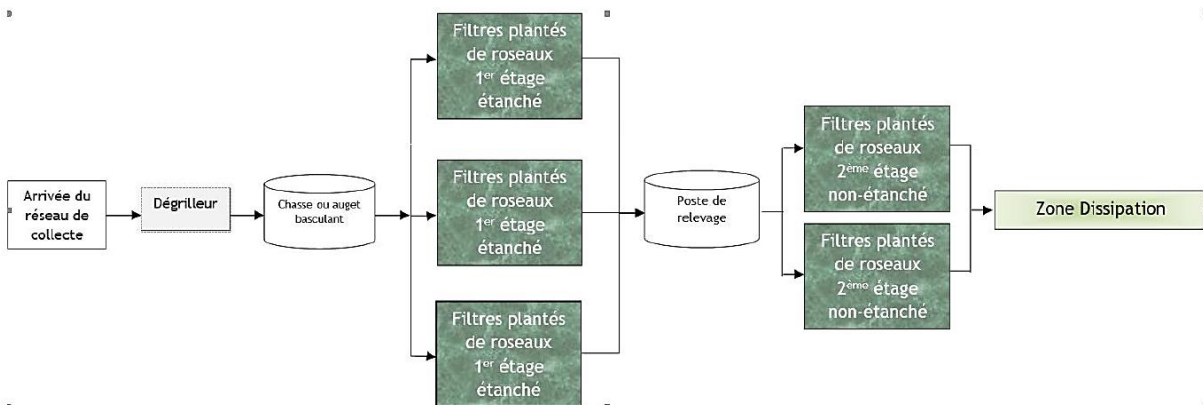 Arrivée du
réseau de
collecte
Dégrilleur
Chasse ou auget
basculant
Filtres plantés
de roseaux
1er étage
étanché
Filtres plantés
de roseaux
1er étage
étanché
Filtres plantés
de roseaux
1er étage
étanché
Poste de
relevage
Filtres plantés
de roseaux
2ème étage
non-étanché
Filtres plantés
de roseaux
2ème étage
non-étanché
Zone Dissipation